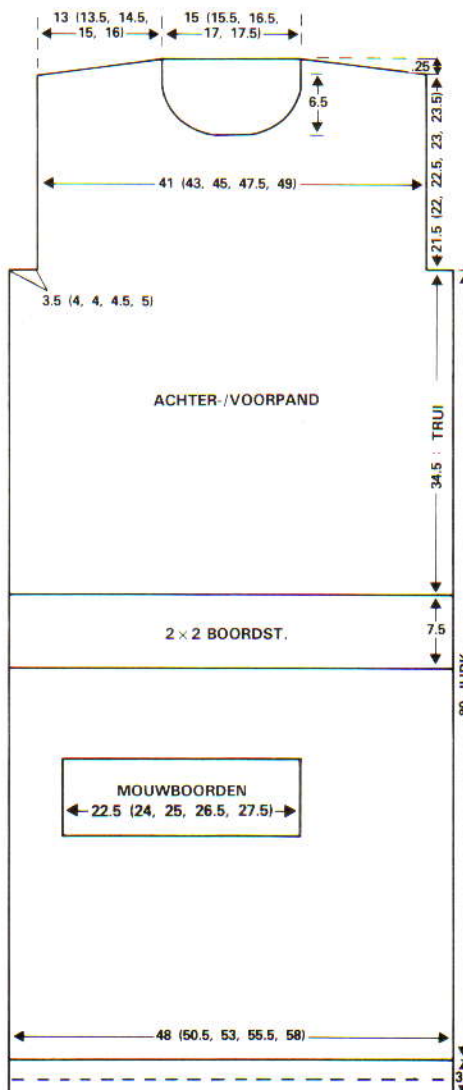 13 (13.5, 14.5,
15, 16)
15 (15.5, 16.5,
17, 17.5)
.25
6.5
21.5 (22, 22.5, 23, 23.5)
41 (43, 45, 47.5, 49)
3.5 (4, 4, 4.5, 5)
ACHTER-/VOORPAND
34.5 : TRUI
2 × 2 BOORDST.
7.5
MOUWBOORDEN
22.5 (24, 25, 26.5, 27.5)
48 (50.5, 53, 55.5, 58)
3